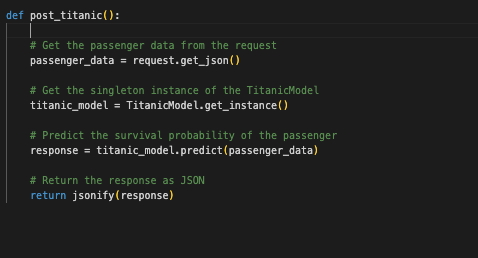 def post_titanic():
# Get the passenger data from the request
passenger_data = request.get_json()
# Get the singleton instance of the TitanicModel
titanic_model = TitanicModel.get_instance()
# Predict the survival probability of the passenger
response = titanic_model.predict(passenger_data)
# Return the response as JSON
return jsonify(response)